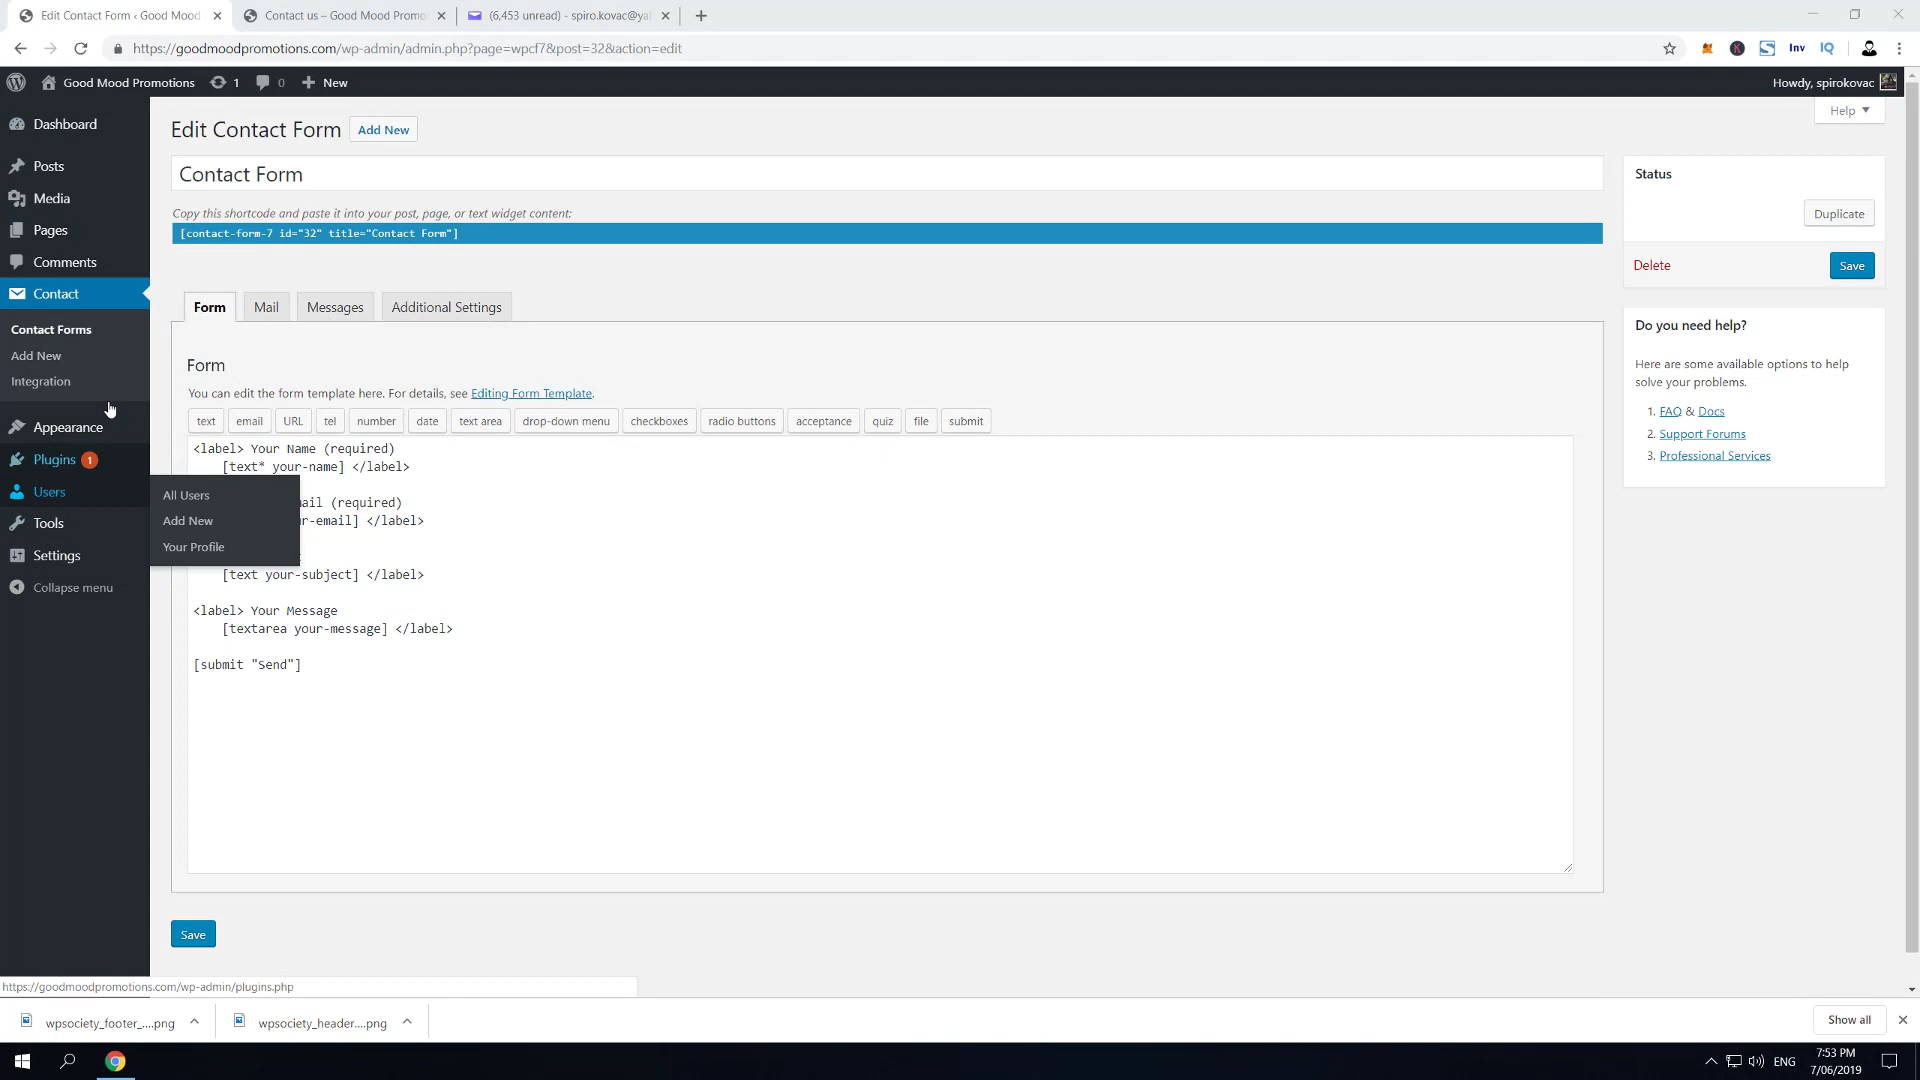 Edit Contact Form ‹ Good Mood
Contact us – Good Mood Promo
(6,453 unread) - spiro.kovac@ya
https://goodmoodpromotions.com/wp-admin/admin.php?page=wpcf7&post=32&action=edit
Inv
IQ
Good Mood Promotions
1
0
New
Howdy, spirokovac
Dashboard
Posts
Media
Pages
Comments
Contact
Contact Forms
Add New
Integration
Appearance
Plugins 1
Users
Tools
Settings
Collapse menu
All Users
Add New
Your Profile
Help
Edit Contact Form
Add New
Contact Form
Copy this shortcode and paste it into your post, page, or text widget content:
[contact-form-7 id="32" title="Contact Form"]
Form
Mail
Messages
Additional Settings
Form
You can edit the form template here. For details, see Editing Form Template.
text
email
URL
tel
number
date
text area
drop-down menu
checkboxes
radio buttons
acceptance
quiz
file
submit
<label> Your Name (required)
[text* your-name] </label>
ail (required)
r-email] </label>
[text your-subject] </label>
<label> Your Message
[textarea your-message] </label>
[submit "Send"]
Save
Status
Duplicate
Delete
Save
Do you need help?
Here are some available options to help
solve your problems.
1. FAQ & Docs
2. Support Forums
3. Professional Services
https://goodmoodpromotions.com/wp-admin/plugins.php
wpsociety_footer_....png
wpsociety_header....png
Show all
ENG
7:53 PM
7/06/2019